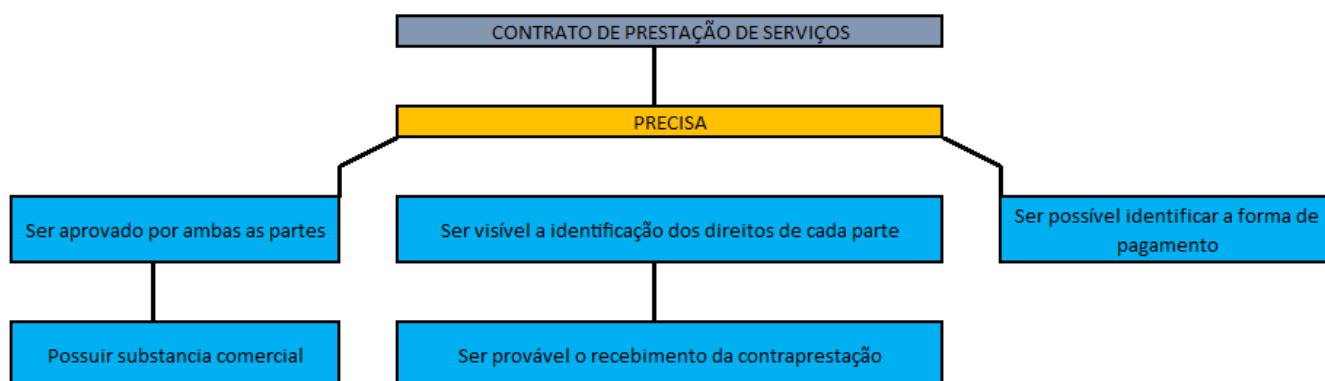 CONTRATO DE PRESTAÇÃO DE SERVIÇOS
PRECISA
Ser aprovado por ambas as partes
Ser visível a identificação dos direitos de cada parte
Ser possível identificar a forma de
pagamento
Possuir substancia comercial
Ser provável o recebimento da contraprestação